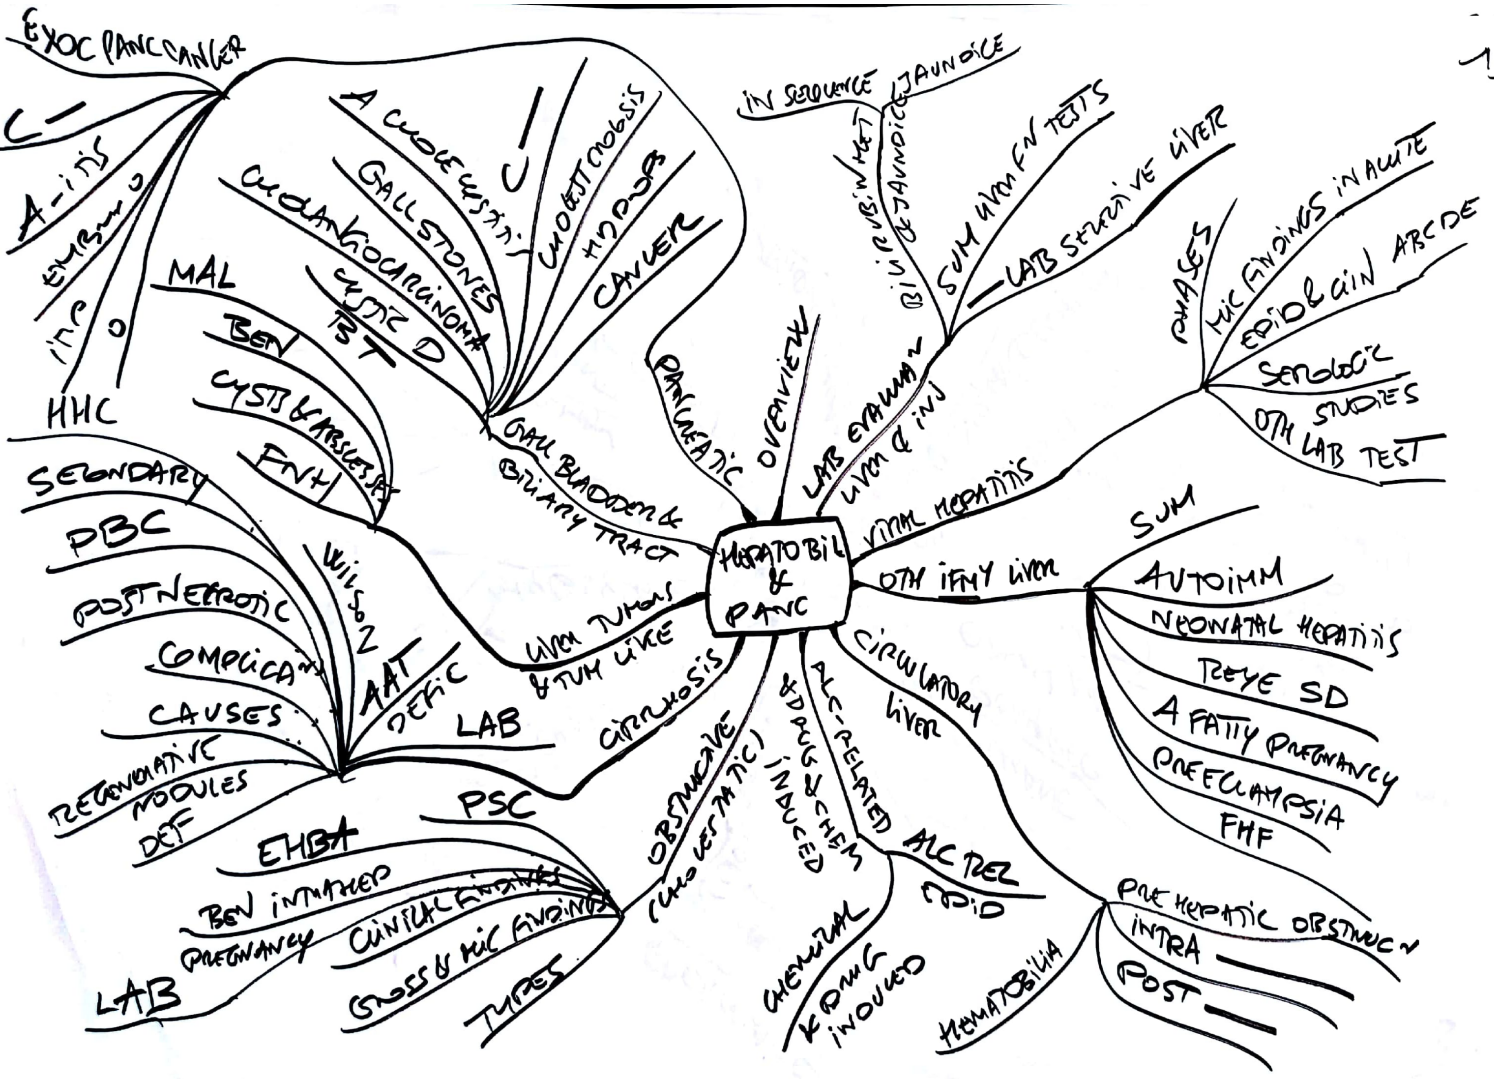 HEPATOBIL
&
PANC
OVERVIEW
LAB EVALUAN
LIVER & INJ
BILIRUBIN MET
& JAUNDICE
IN SEQUENCE
JAUNDICE
SUM LIVER FN TESTS
LAB SELECTIVE LIVER
VIRAL HEPATITIS
PHASES
MIC FINDINGS IN ACUTE
EPID & CLIN ABCDE
SEROLOGIC
STUDIES
OTH LAB TEST
OTH IFMY LIVER
SUM
AUTOIMM
NEONATAL HEPATITIS
REYE SD
A FATTY PREGNANCY
PREECLAMPSIA
FHF
CIRCULATORY
LIVER
PRE HEPATIC OBSTRUCN
INTRA —
POST —
HEMATOBILIA
ALC-RELATED
& DRUG & CHEM
INDUCED
ALC REL
EPID
CHEMICAL
& DRUG
INDUCED
OBSTRUCTIVE
(CHOLESTATIC)
PSC
EHBA
BEN INTRAHEP
PREGNANCY
CLINICAL FINDINGS
GROSS & MIC FINDINGS
TYPES
LAB
CIRRHOSIS
HHC
SECONDARY
PBC
POSTNECROTIC
COMPLICAN
CAUSES
REGENERATIVE
NODULES
DEF
WILSON
AAT
DEFIC
LAB
LIVER TUMORS
& TUM LIKE
MAL
BEN
CYSTS & ABSCESSES
FNH
GALL BLADDER &
BILIARY TRACT
CYSTIC D
BT
CHOLANGIOCARCINOMA
GALLSTONES
A CHOLECYSTITIS
C —
CHOLESTEROLOSIS
HYDROPS
CANCER
PANCREATIC
EXOC PANC CANCER
C —
A-ITIS